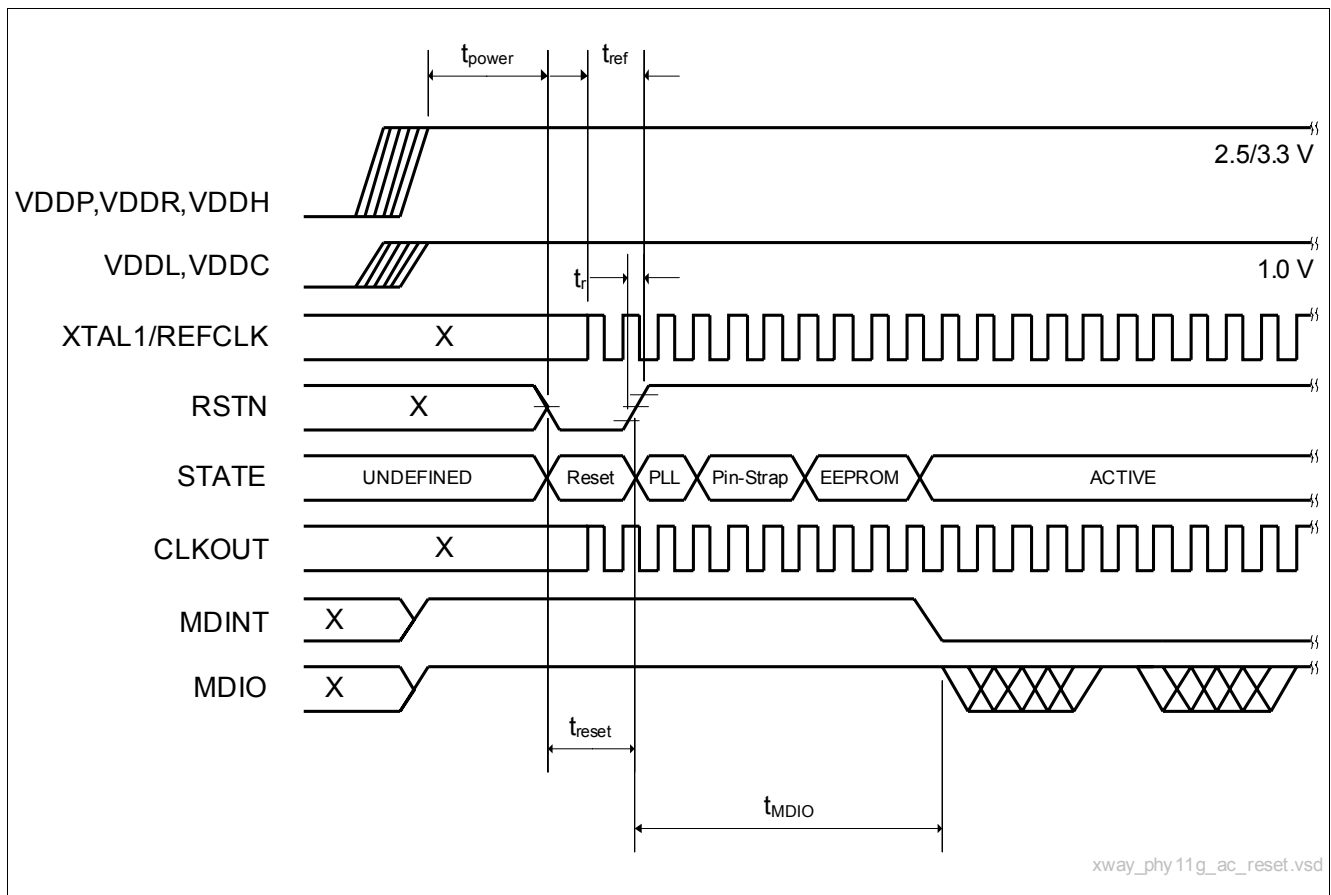 tpower
tref
2.5/3.3 V
VDDP,VDDR,VDDH
VDDL,VDDC
1.0 V
tr
XTAL1/REFCLK
X
RSTN
X
STATE
UNDEFINED
Reset
PLL
Pin-Strap
EEPROM
ACTIVE
CLKOUT
X
MDINT
X
MDIO
X
treset
tMDIO
xway_phy11g_ac_reset.vsd